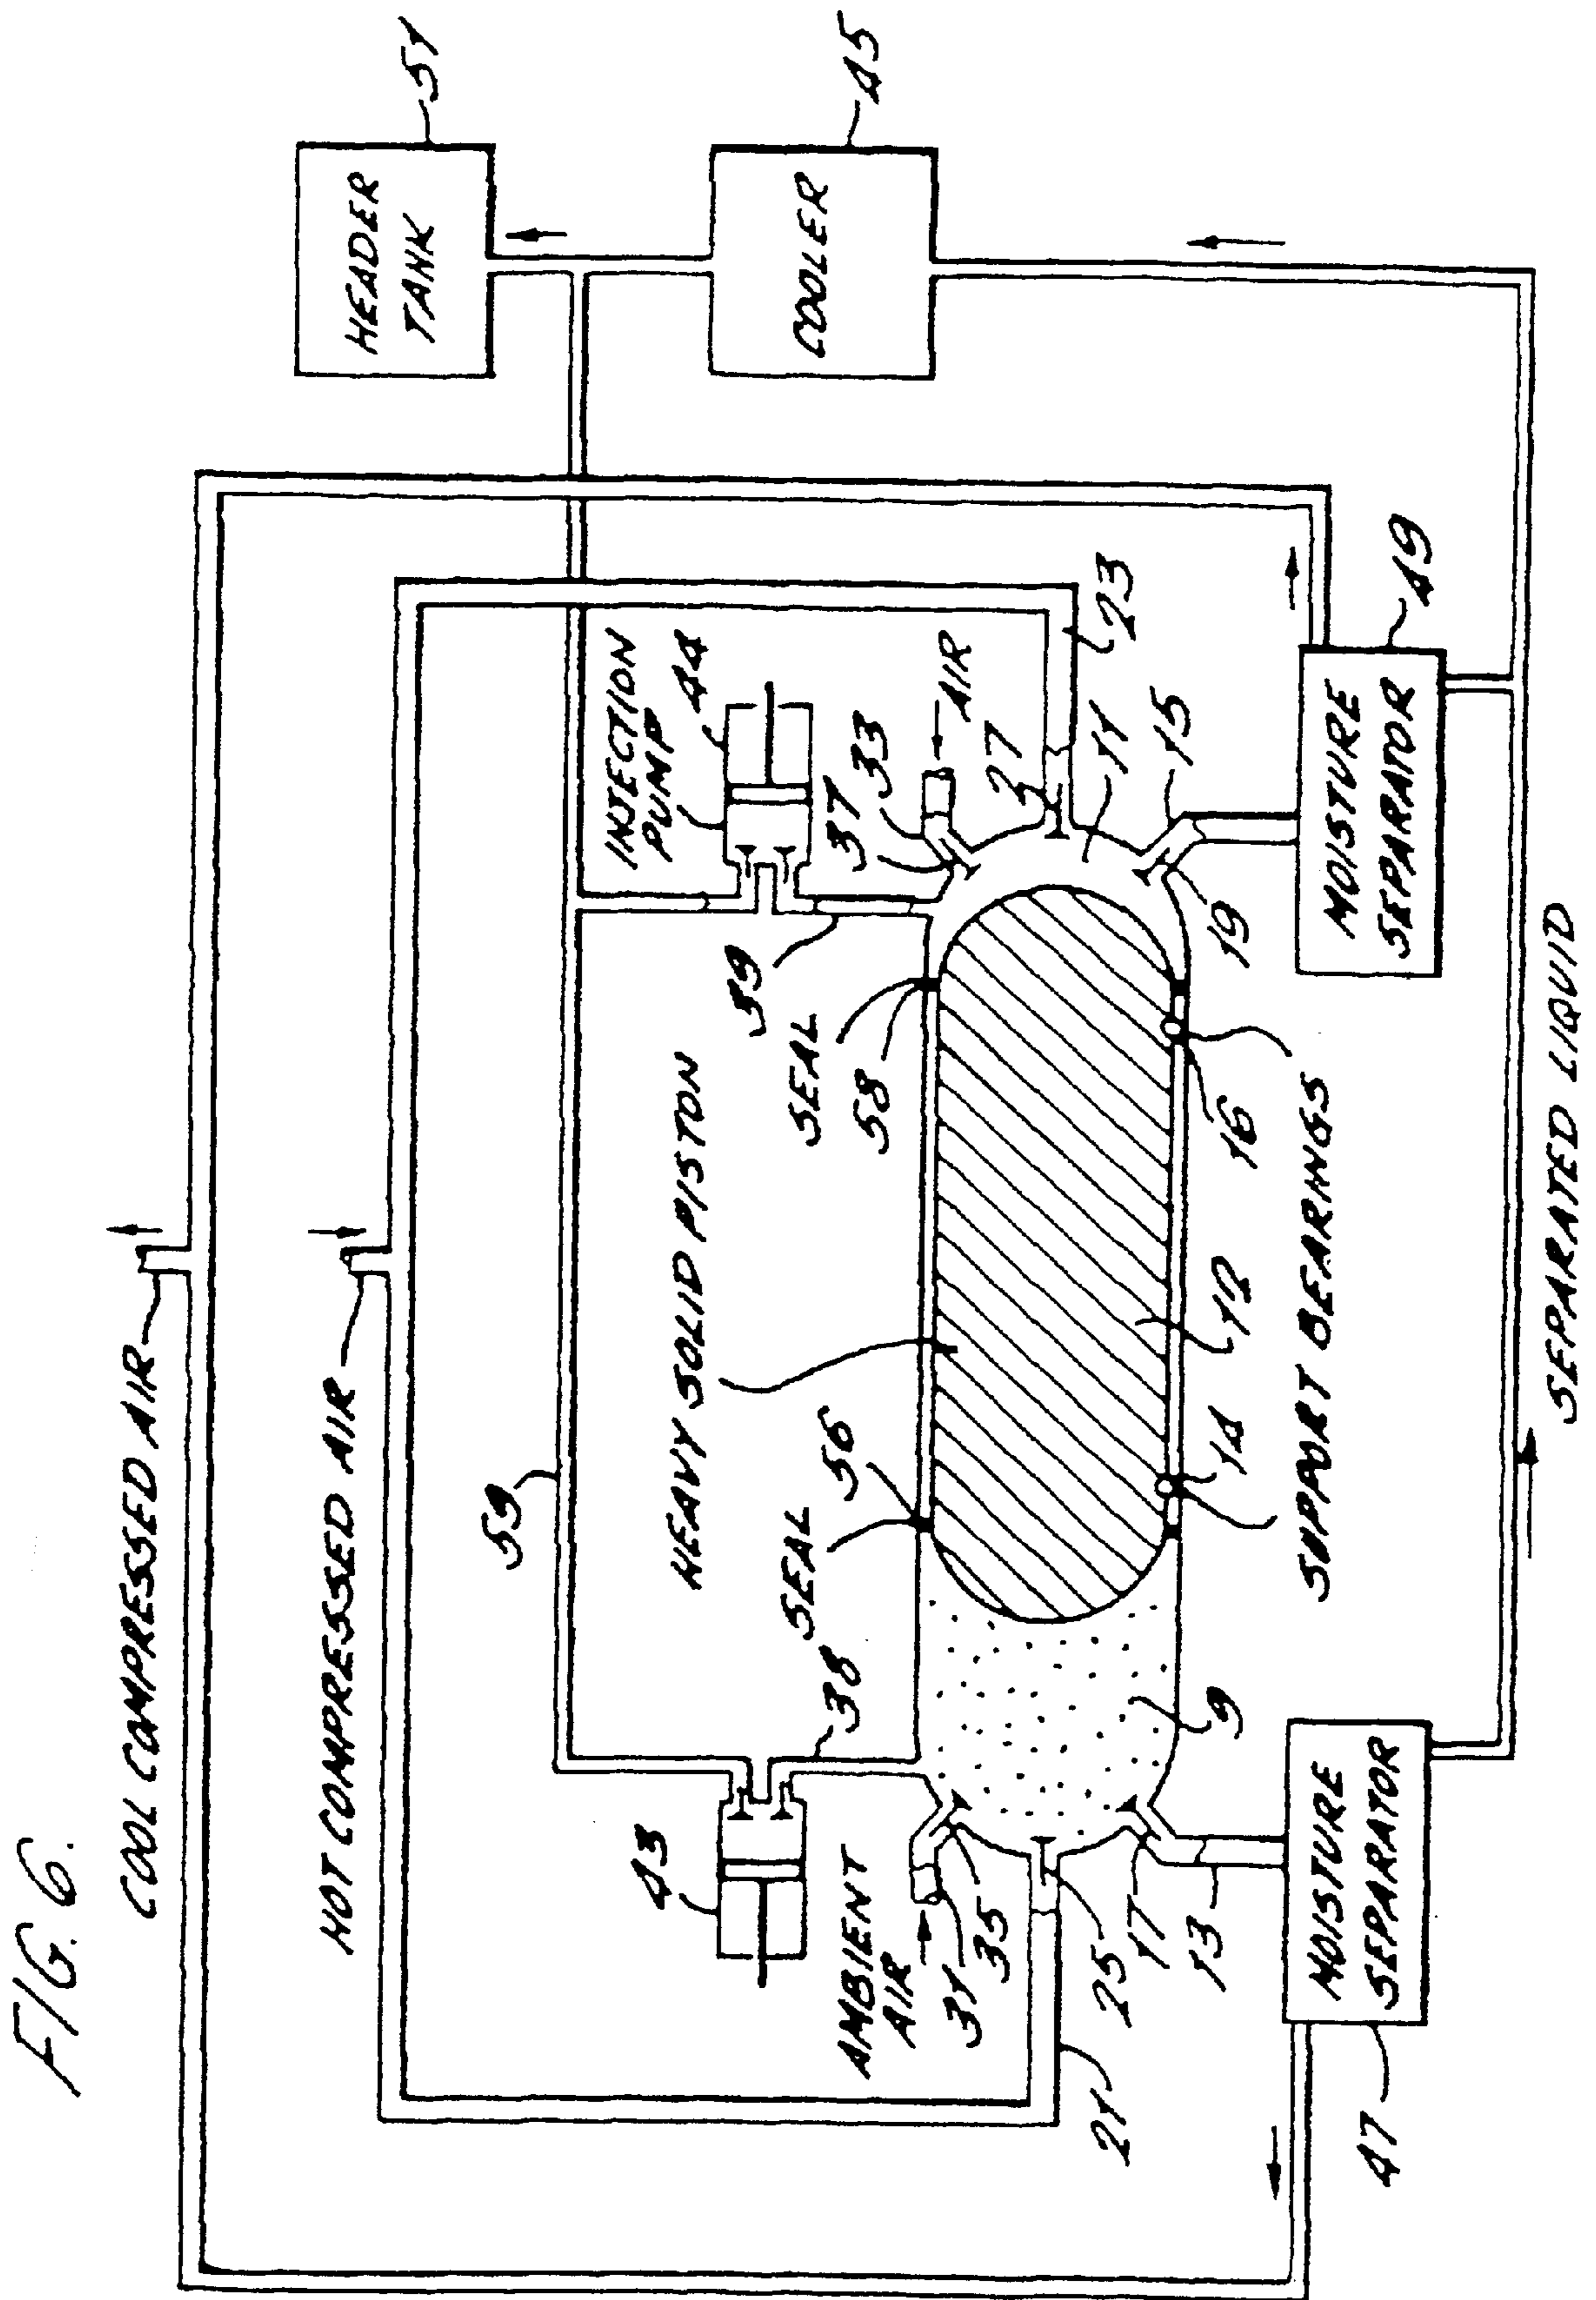 FIG. 6.
COOL COMPRESSED AIR
HOT COMPRESSED AIR
59
HEADER
TANK
51
COOLER
45
INJECTION
PUMP
44
43
38
39
SEAL
56
HEAVY SOLID PISTON
SEAL
58
37
33
AIR
27
23
11
15
19
AMBIENT
AIR
31
35
25
21
17
13
9
14
12
16
SUPPORT BEARINGS
MOISTURE
SEPARATOR
47
MOISTURE
SEPARATOR
49
SEPARATED LIQUID